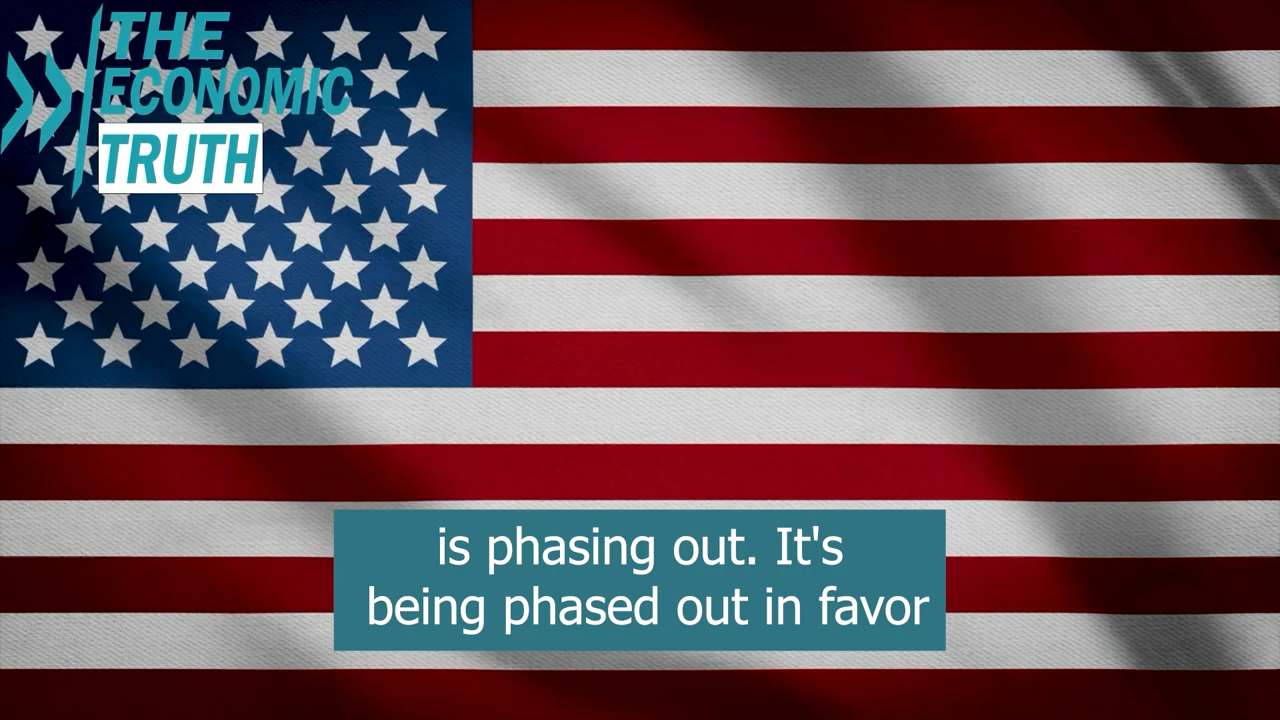 THE
ECONOMIC
TRUTH
is phasing out. It's
being phased out in favor